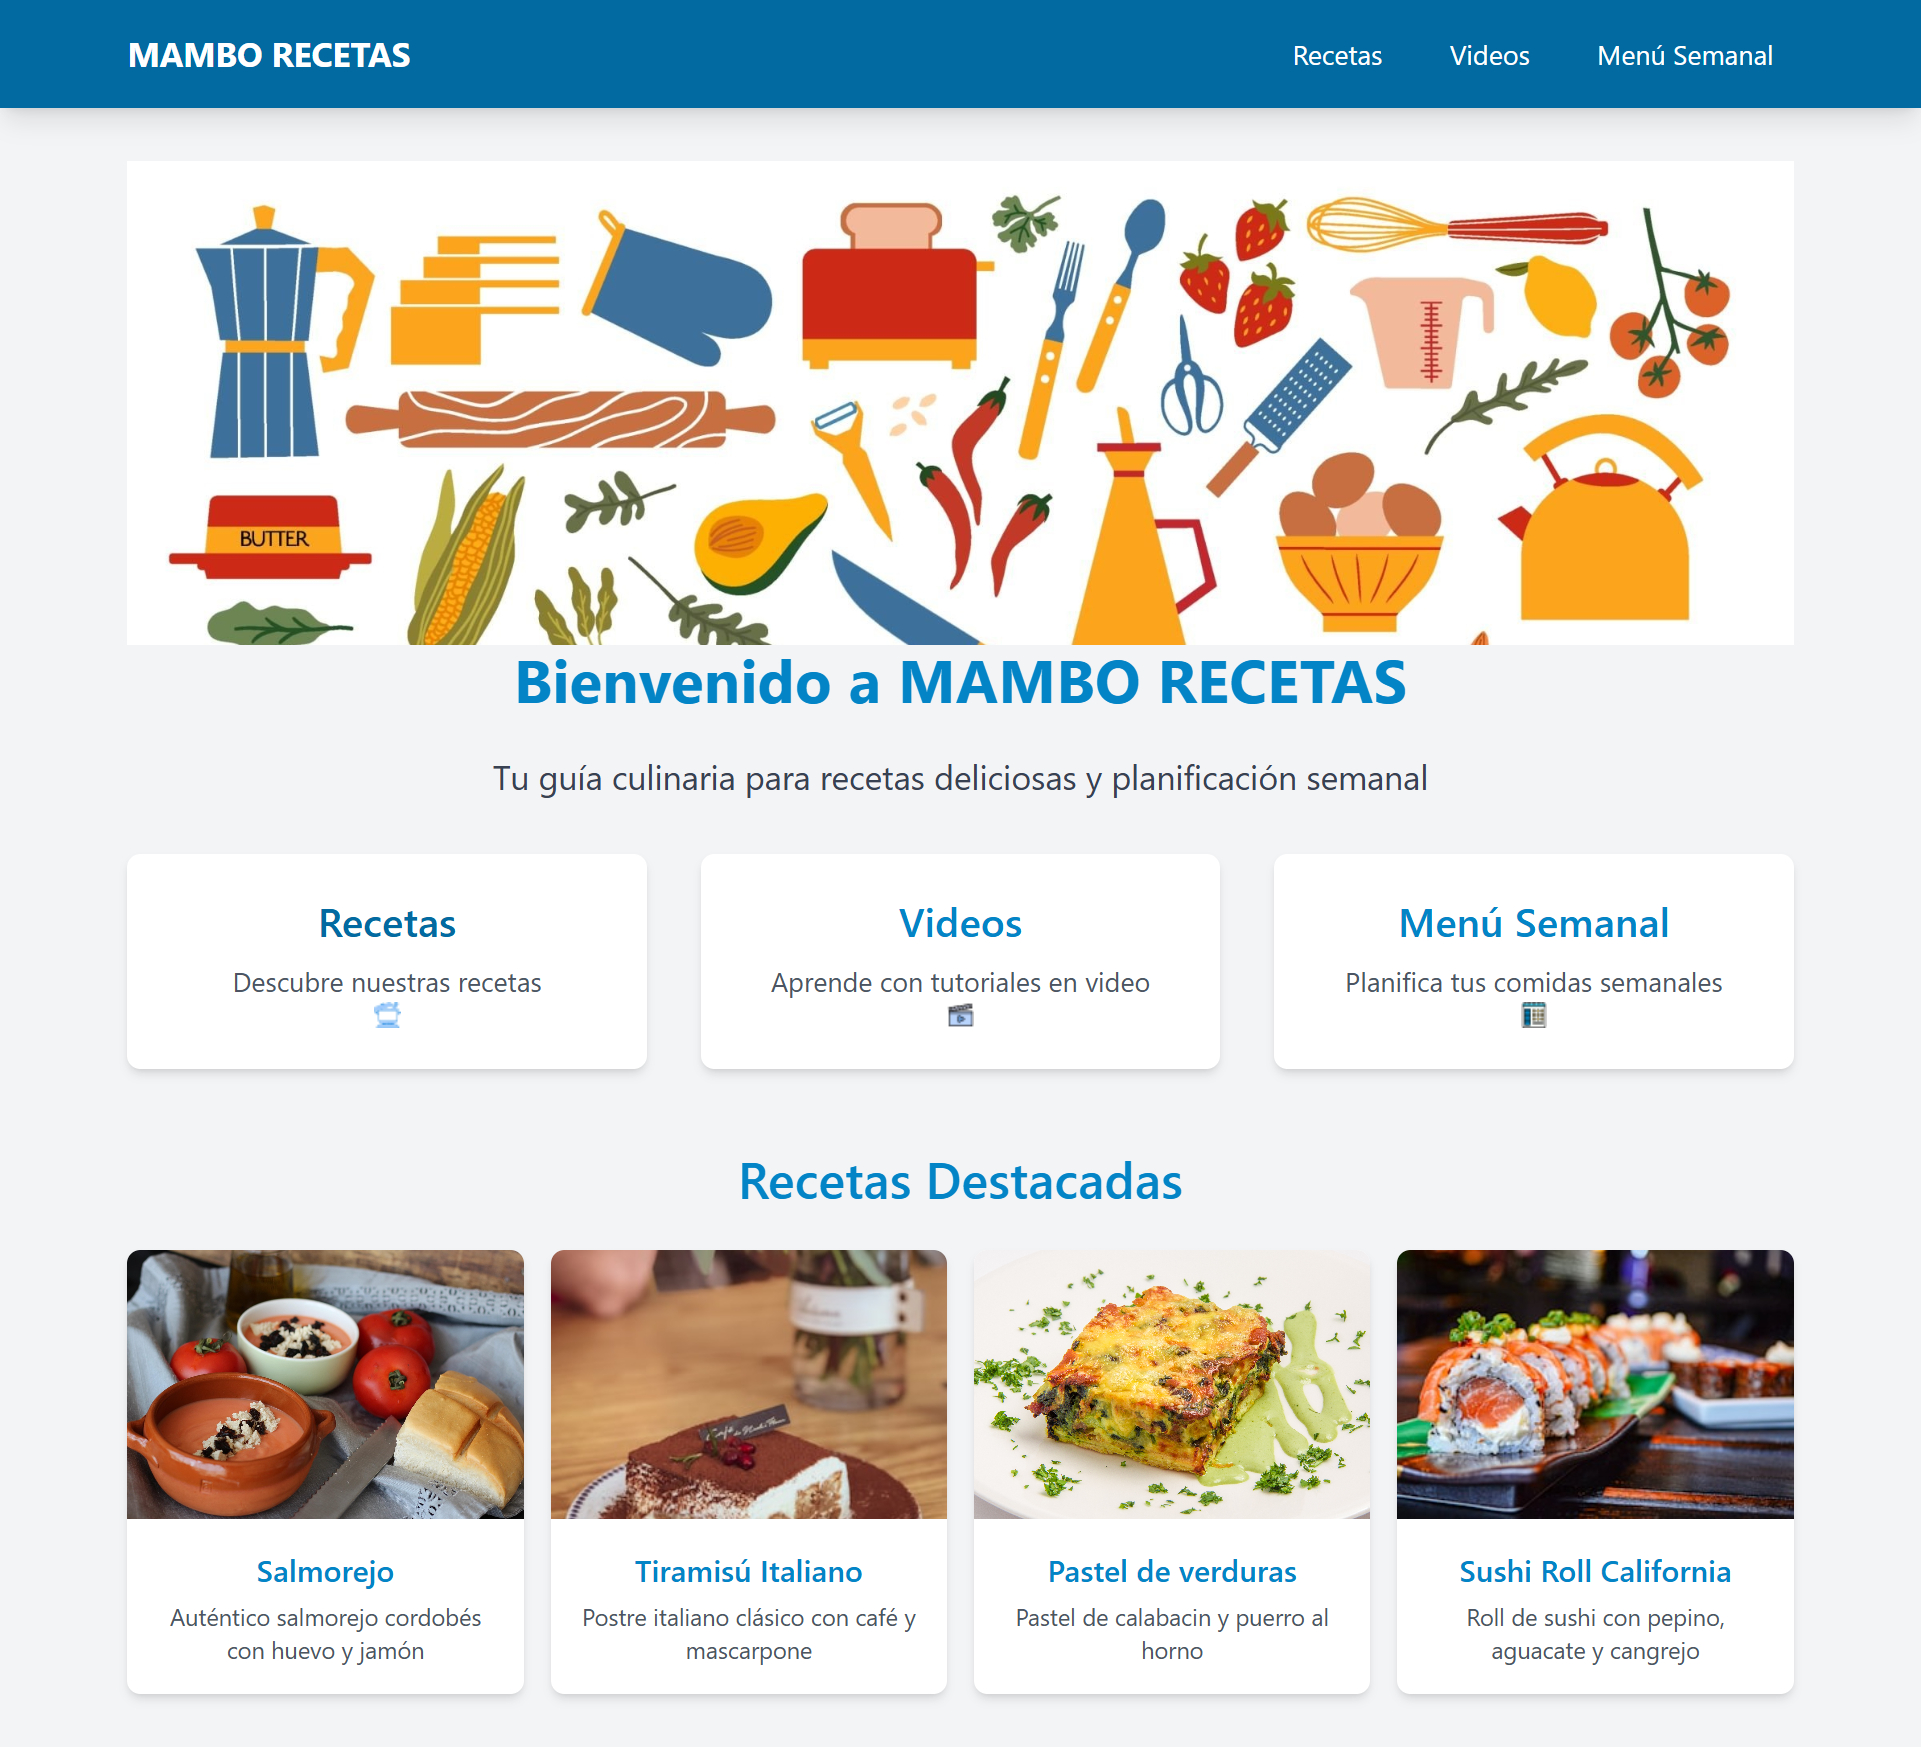 MAMBO RECETAS
Recetas
Videos
Menú Semanal
BUTTER
Bienvenido a MAMBO RECETAS
Tu guía culinaria para recetas deliciosas y planificación semanal
Recetas
Descubre nuestras recetas
Videos
Aprende con tutoriales en video
Menú Semanal
Planifica tus comidas semanales
Recetas Destacadas
Salmorejo
Auténtico salmorejo cordobés
con huevo y jamón
Tiramisú Italiano
Postre italiano clásico con café y
mascarpone
Pastel de verduras
Pastel de calabacin y puerro al
horno
Sushi Roll California
Roll de sushi con pepino,
aguacate y cangrejo